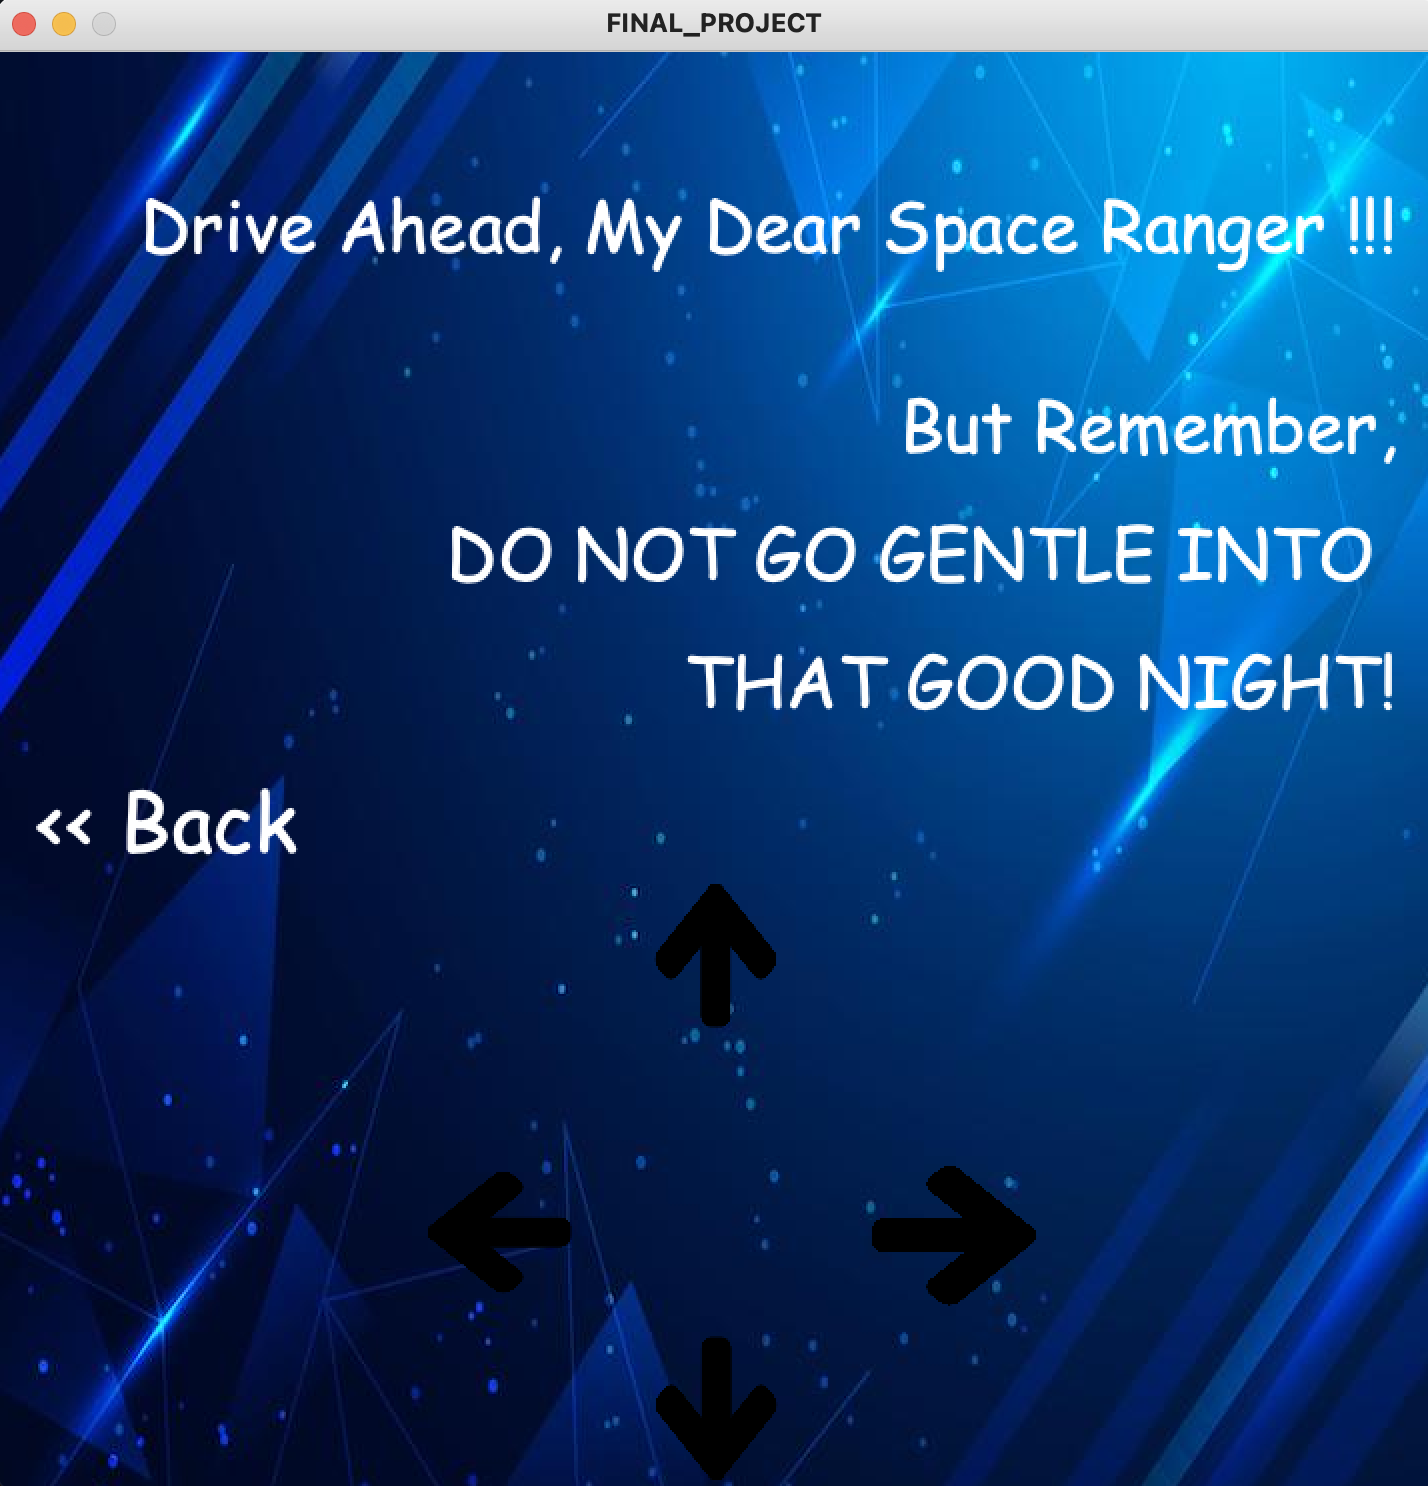 FINAL_PROJECT
Drive Ahead, My Dear Space Ranger !!!
But Remember,
DO NOT GO GENTLE INTO
THAT GOOD NIGHT!
<< Back